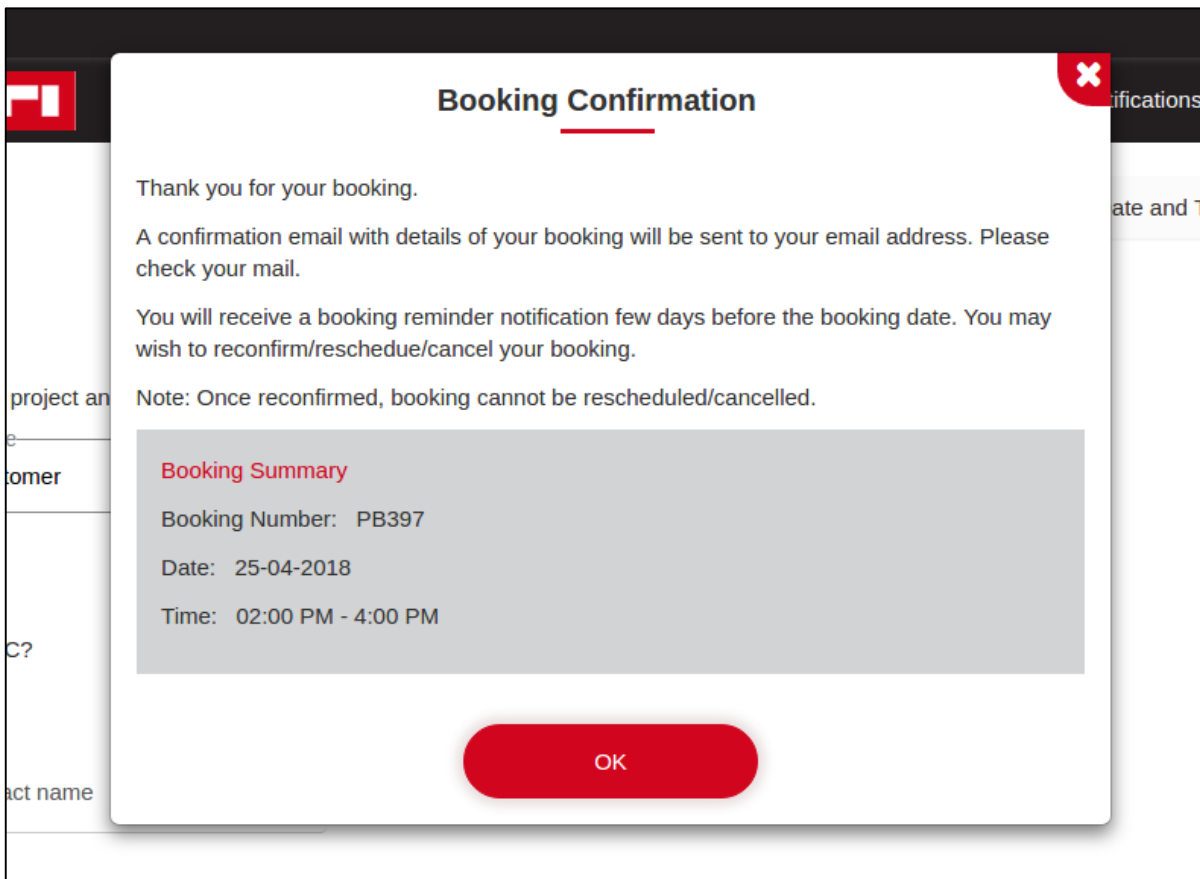 Booking Confirmation
tifications
Thank you for your booking.
ate and T
A confirmation email with details of your booking will be sent to your email address. Please
check your mail.
You will receive a booking reminder notification few days before the booking date. You may
wish to reconfirm/reschedue/cancel your booking.
project an
Note: Once reconfirmed, booking cannot be rescheduled/cancelled.
e
tomer
Booking Summary
Booking Number: PB397
Date: 25-04-2018
Time: 02:00 PM - 4:00 PM
C?
OK
act name